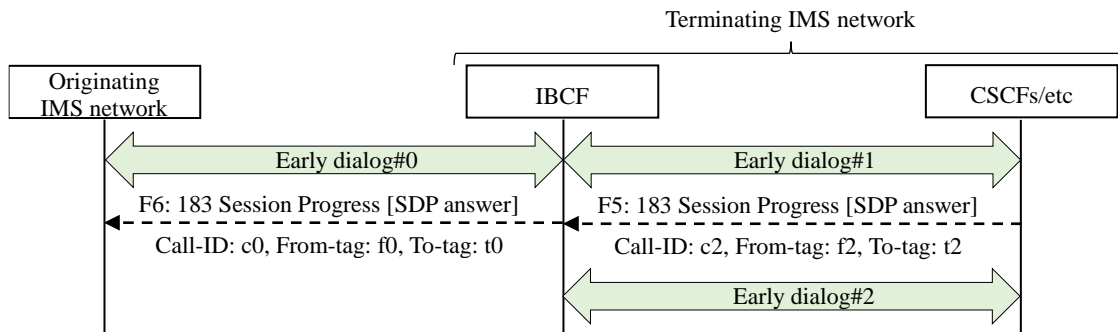 Terminating IMS network
Originating
IMS network
IBCF
CSCFs/etc
Early dialog#0
Early dialog#1
F6: 183 Session Progress [SDP answer]
F5: 183 Session Progress [SDP answer]
Call-ID: c0, From-tag: f0, To-tag: t0
Call-ID: c2, From-tag: f2, To-tag: t2
Early dialog#2